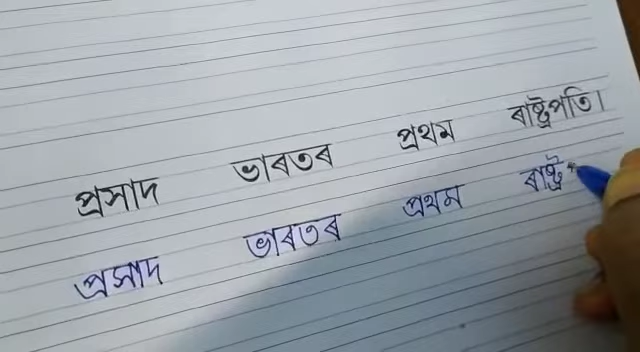 প্ৰসাদ ভাৰতৰ প্ৰথম ৰাষ্ট্ৰপতি।
প্ৰসাদ ভাৰতৰ প্ৰথম ৰাষ্ট্ৰ